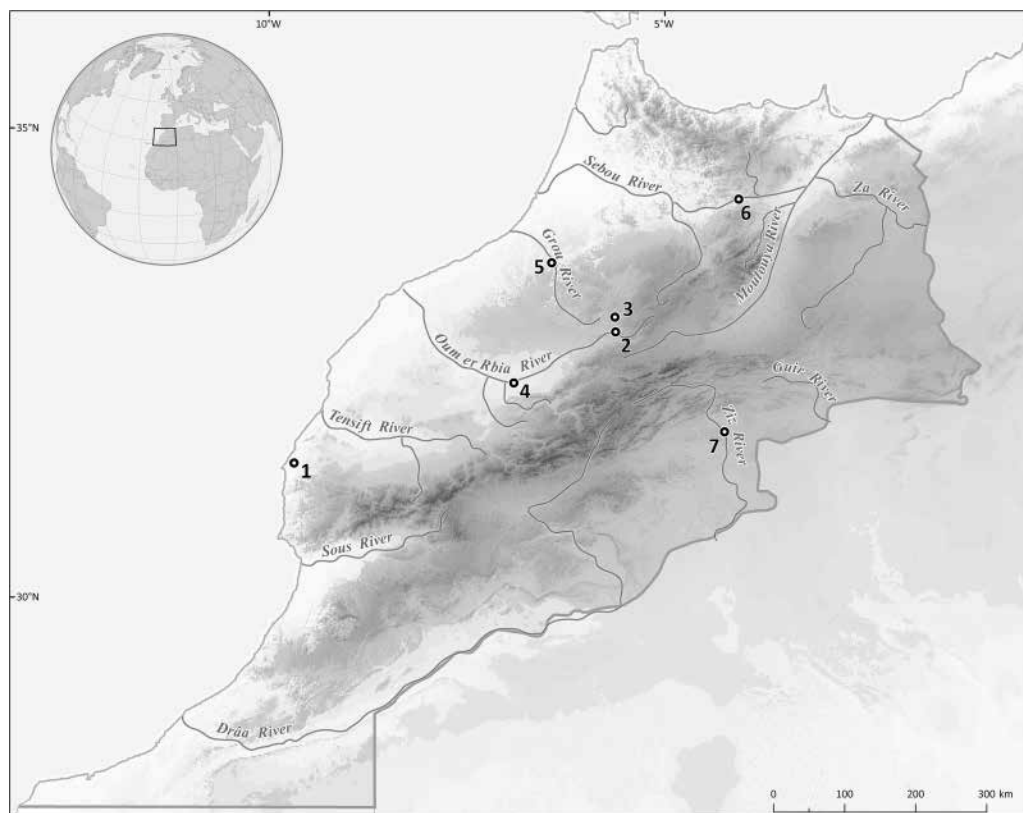 10°W
5°W
35°N
Sebou River
Za River
6
Grou River
5
Moulouya River
3
2
Oum er Rbia River
4
Guir River
Tensift River
Ziz River
7
1
Sous River
30°N
Drâa River
0
100
200
300 km